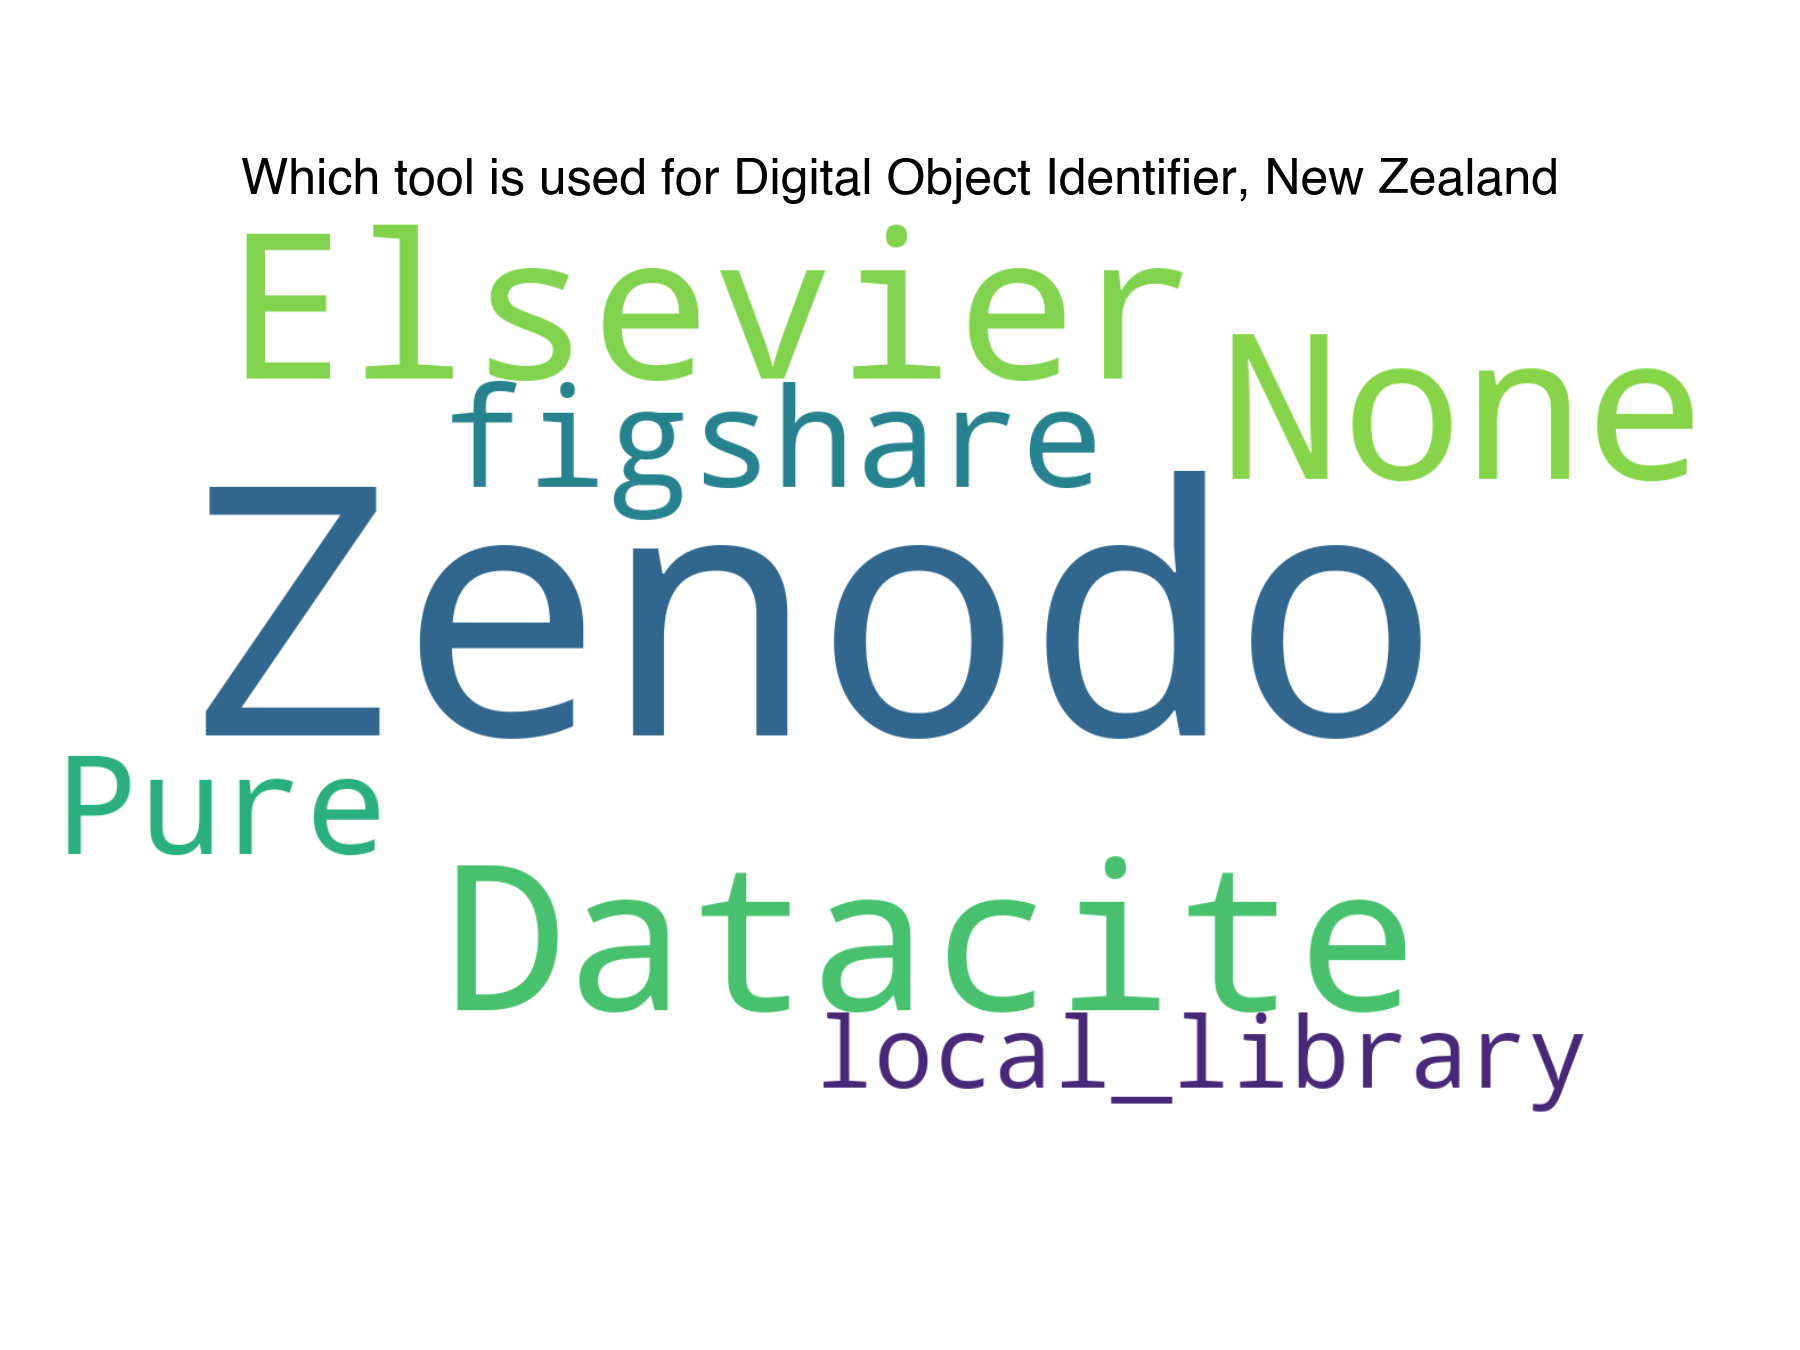 Which tool is used for Digital Object Identifier, New Zealand
Elsevier
None
figshare
Zenodo
Pure
Datacite
local_library